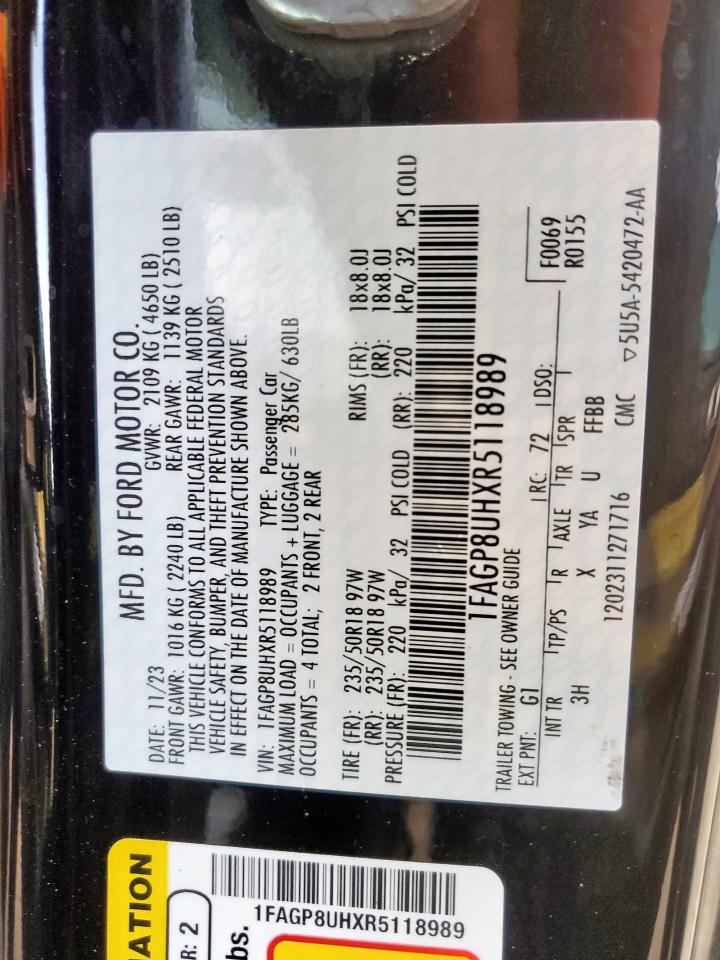 MFD. BY FORD MOTOR CO.
DATE: 11/23 GVWR: 2109 KG ( 4650 LB)
FRONT GAWR: 1016 KG ( 2240 LB) REAR GAWR: 1139 KG ( 2510 LB)
THIS VEHICLE CONFORMS TO ALL APPLICABLE FEDERAL MOTOR
VEHICLE SAFETY, BUMPER, AND THEFT PREVENTION STANDARDS
IN EFFECT ON THE DATE OF MANUFACTURE SHOWN ABOVE.
VIN: 1FAGP8UHXR5118989 TYPE: Passenger Car
MAXIMUM LOAD = OCCUPANTS + LUGGAGE = 285KG/ 630LB
OCCUPANTS = 4 TOTAL; 2 FRONT, 2 REAR
TIRE (FR): 235/50R18 97W RIMS (FR): 18x8.0J
(RR): 235/50R18 97W (RR): 18x8.0J
PRESSURE (FR): 220 kPa/ 32 PSI COLD (RR): 220 kPa/ 32 PSI COLD
1FAGP8UHXR5118989
TRAILER TOWING - SEE OWNER GUIDE
EXT PNT: G1 RC: 72 DSO: F0069
INT TR TP/PS R AXLE TR SPR R0155
3H X YA U FFBB
12023112711716 CMC ▽5U5A-5420472-AA
ATION
R: 2
bs.
1FAGP8UHXR5118989